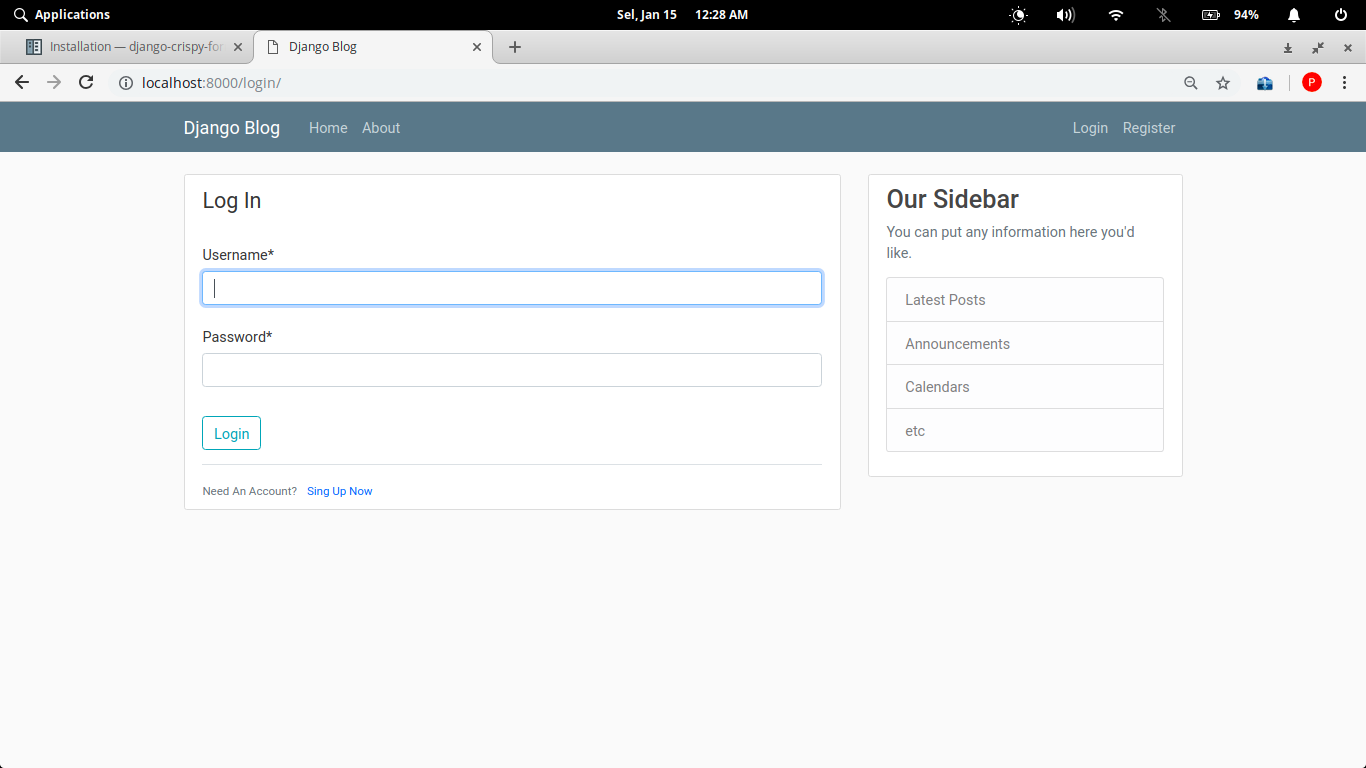 Applications
Sel, Jan 15 12:28 AM
94%
Installation — django-crispy-for
Django Blog
localhost:8000/login/
P
Django Blog Home About Login Register
Log In
Username*
Password*
Login
Need An Account? Sing Up Now
Our Sidebar
You can put any information here you'd
like.
Latest Posts
Announcements
Calendars
etc